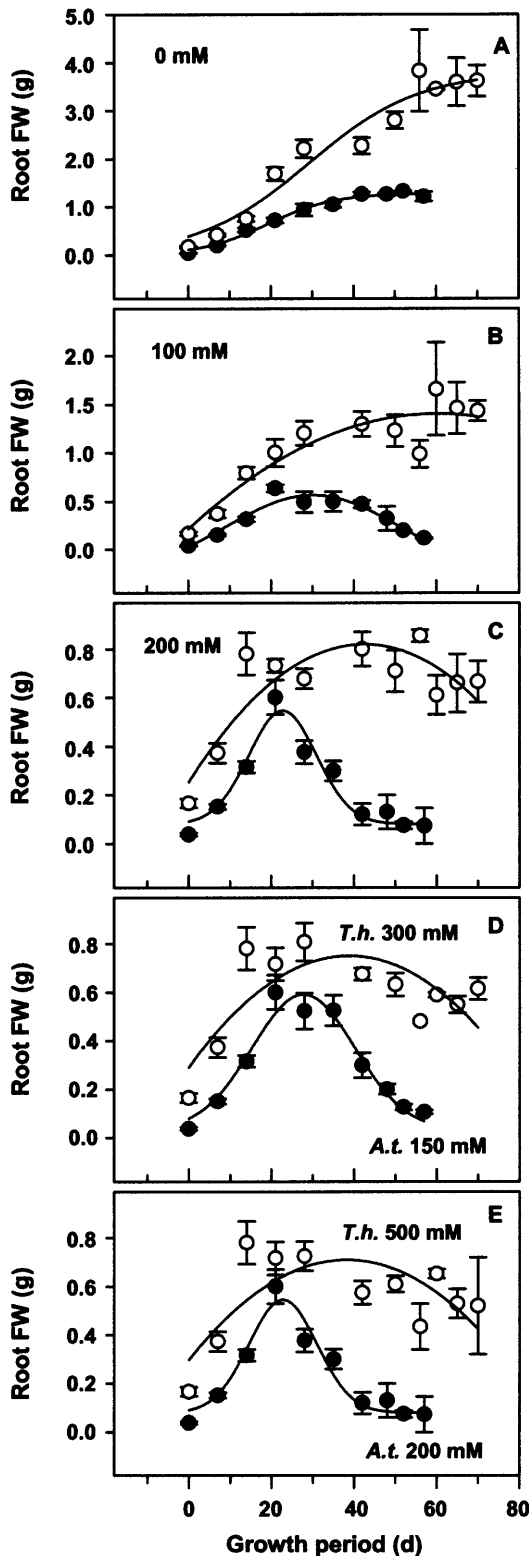 A
0 mM
5.0
4.0
3.0
2.0
1.0
0.0
Root FW (g)
B
100 mM
2.0
1.5
1.0
0.5
0.0
Root FW (g)
C
200 mM
0.8
0.6
0.4
0.2
0.0
Root FW (g)
D
T.h. 300 mM
0.8
0.6
0.4
0.2
0.0
A.t. 150 mM
Root FW (g)
E
T.h. 500 mM
0.8
0.6
0.4
0.2
0.0
A.t. 200 mM
Root FW (g)
0 20 40 60 80
Growth period (d)